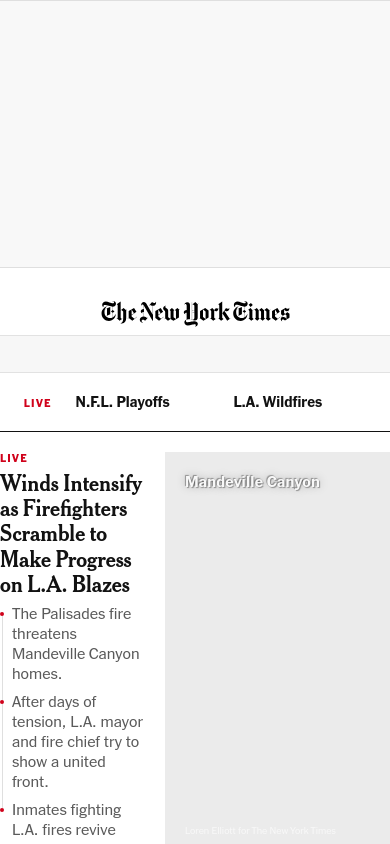 The New York Times
LIVE
N.F.L. Playoffs
L.A. Wildfires
LIVE
Winds Intensify
as Firefighters
Scramble to
Make Progress
on L.A. Blazes
The Palisades fire
threatens
Mandeville Canyon
homes.
After days of
tension, L.A. mayor
and fire chief try to
show a united
front.
Inmates fighting
L.A. fires revive
Mandeville Canyon
Loren Elliott for The New York Times